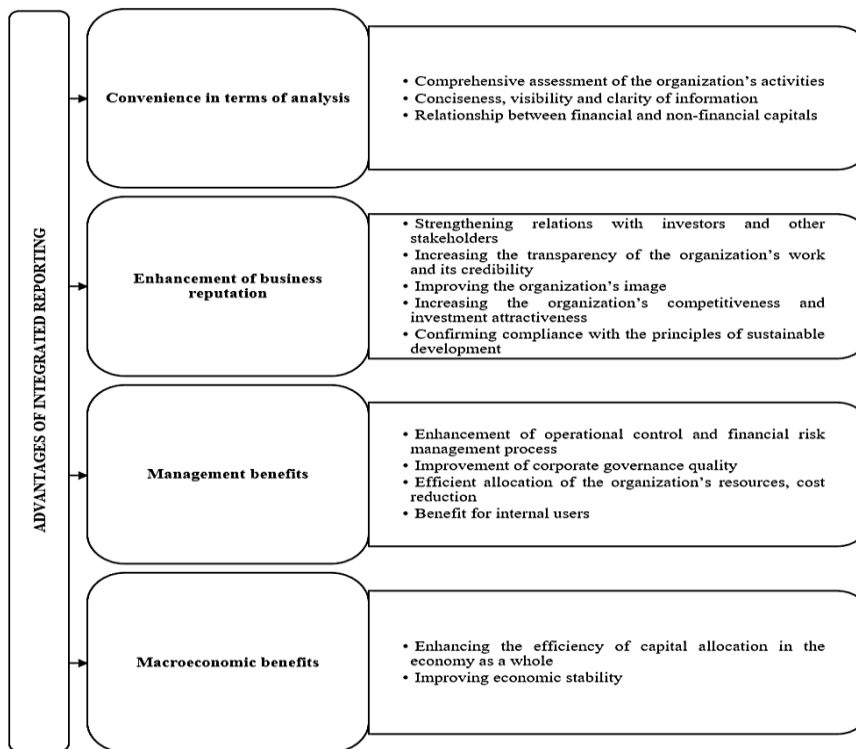 ADVANTAGES OF INTEGRATED REPORTING
Convenience in terms of analysis
• Comprehensive assessment of the organization's activities
• Conciseness, visibility and clarity of information
• Relationship between financial and non-financial capitals
Enhancement of business
reputation
• Strengthening relations with investors and other
stakeholders
• Increasing the transparency of the organization's work
and its credibility
• Improving the organization's image
• Increasing the organization's competitiveness and
investment attractiveness
• Confirming compliance with the principles of sustainable
development
Management benefits
• Enhancement of operational control and financial risk
management process
• Improvement of corporate governance quality
• Efficient allocation of the organization's resources, cost
reduction
• Benefit for internal users
Macroeconomic benefits
• Enhancing the efficiency of capital allocation in the
economy as a whole
• Improving economic stability